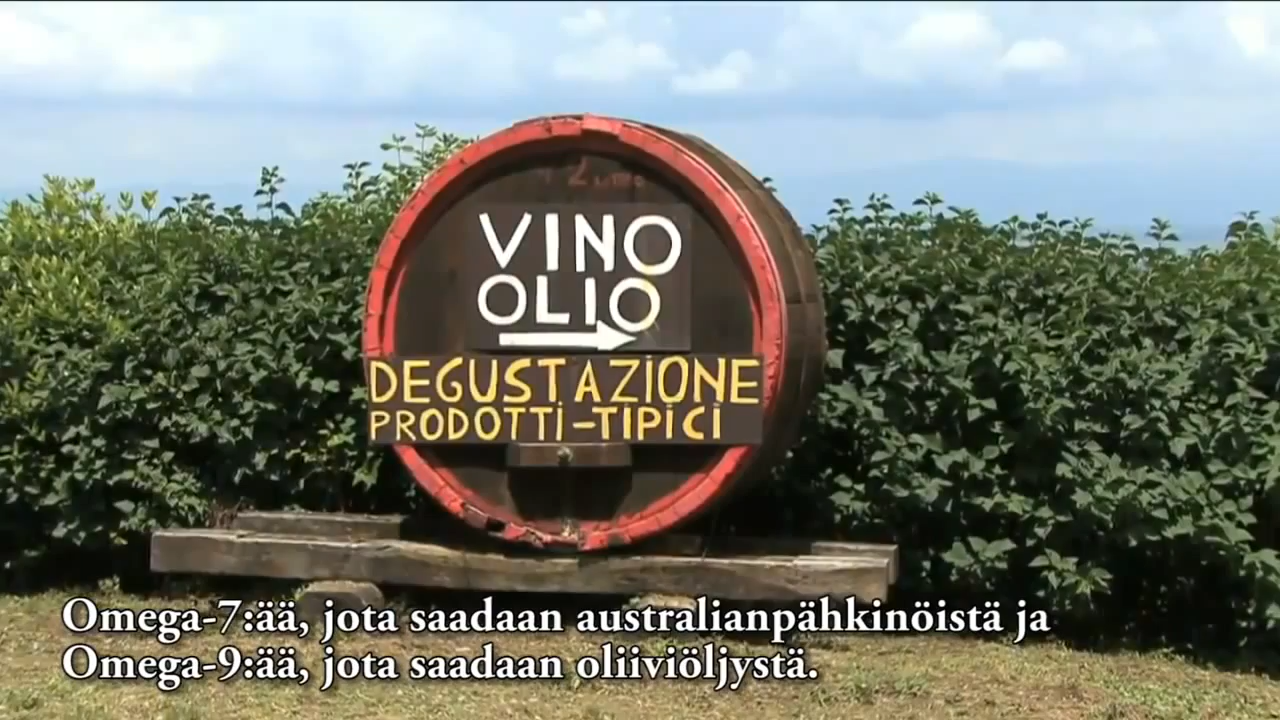 VINO
OLIO
DEGUSTAZIONE
PRODOTTI-TIPICI
Omega-7:ää, jota saadaan australianpähkinöistä ja
Omega-9:ää, jota saadaan oliiviöljystä.